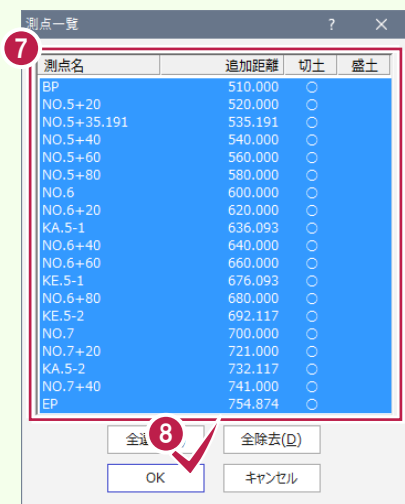 測点一覧 ? ×
7
測点名 追加距離 切土 盛土
BP 510.000 ○
NO.5+20 520.000 ○
NO.5+35.191 535.191 ○
NO.5+40 540.000 ○
NO.5+60 560.000 ○
NO.5+80 580.000 ○
NO.6 600.000 ○
NO.6+20 620.000 ○
KA.5-1 636.093 ○
NO.6+40 640.000 ○
NO.6+60 660.000 ○
KE.5-1 676.093 ○
NO.6+80 680.000 ○
KE.5-2 692.117 ○
NO.7 700.000 ○
NO.7+20 721.000 ○
KA.5-2 732.117 ○
NO.7+40 741.000 ○
EP 754.874 ○
8 全除去(D)
OK キャンセル